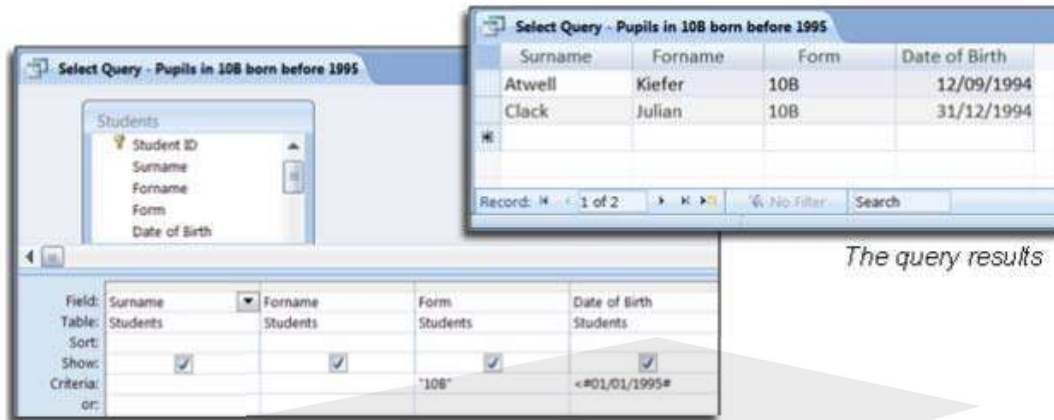 Select Query - Pupils in 10B born before 1995
Students
Student ID
Surname
Forname
Form
Date of Birth
Field: Surname Forname Form Date of Birth
Table: Students Students Students Students
Sort:
Show:
Criteria: "10B" <#01/01/1995#
or:
Select Query - Pupils in 10B born before 1995
Surname Forname Form Date of Birth
Atwell Kiefer 10B 12/09/1994
Clack Julian 10B 31/12/1994
Record: 1 of 2 No Filter Search
The query results